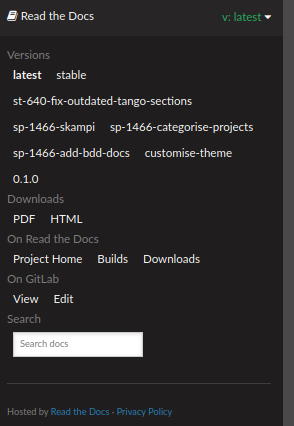 Read the Docs v: latest
Versions
latest stable
st-640-fix-outdated-tango-sections
sp-1466-skampi sp-1466-categorise-projects
sp-1466-add-bdd-docs customise-theme
0.1.0
Downloads
PDF HTML
On Read the Docs
Project Home Builds Downloads
On GitLab
View Edit
Search
Search docs
Hosted by Read the Docs · Privacy Policy